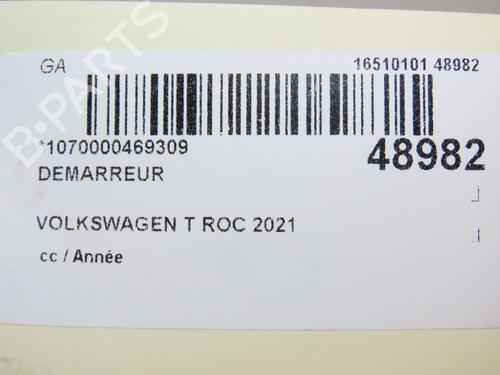 GA 16510101 48982
*1070000469309 48982
DEMARREUR
VOLKSWAGEN T ROC 2021
cc / Année
B-PARTS